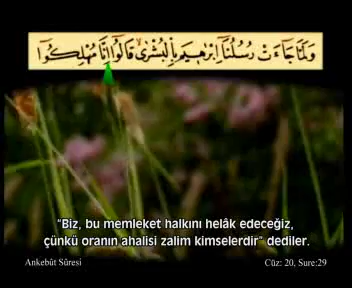 وَلَمَّا جَاءَتْ رُسُلُنَا إِبْرٰهِيمَ بِالْبُشْرٰى قَالُوا إِنَّا مُهْلِكُوا
"Biz, bu memleket halkını helâk edeceğiz,
çünkü oranın ahalisi zalim kimselerdir" dediler.
Ankebût Sûresi
Cüz: 20, Sure:29